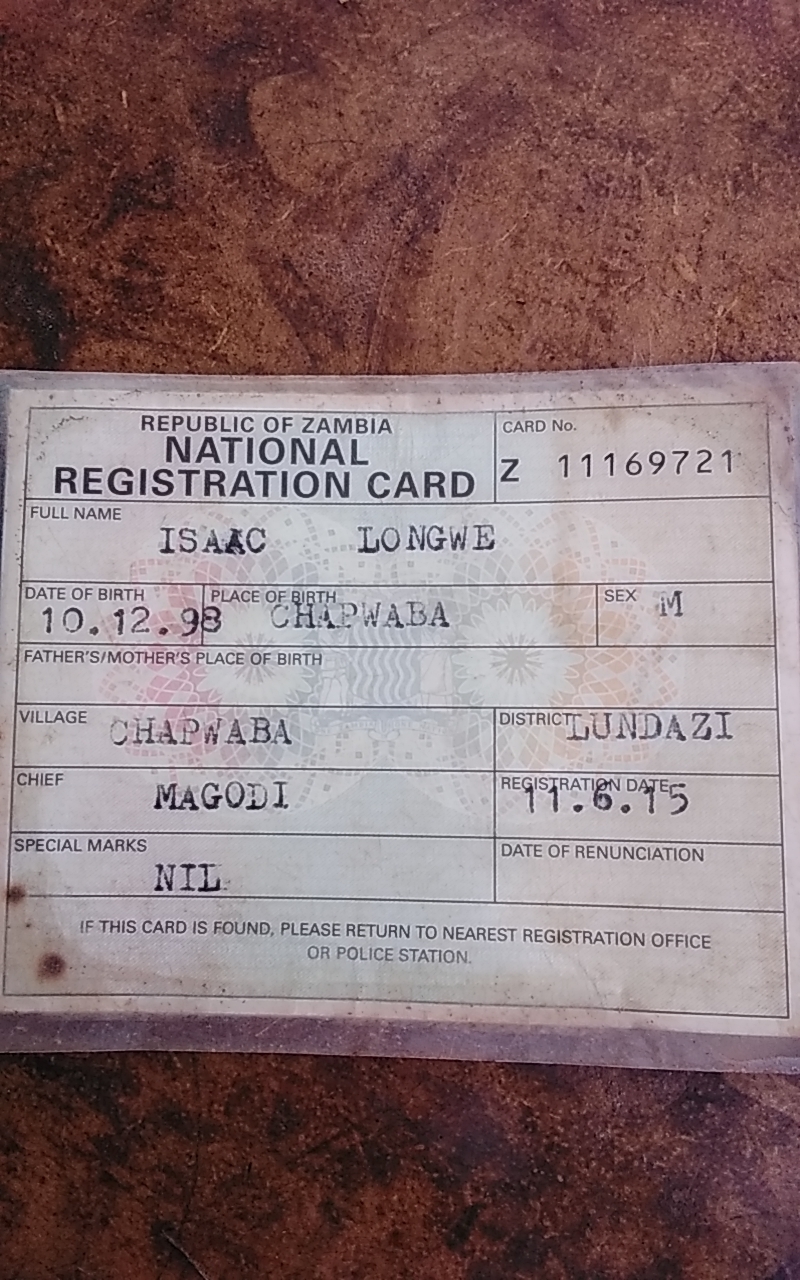 REPUBLIC OF ZAMBIA
NATIONAL
REGISTRATION CARD
CARD No.
Z 11169721
FULL NAME
ISAAC LONGWE
DATE OF BIRTH
10.12.98
PLACE OF BIRTH
CHAPWABA
SEX M
FATHER'S/MOTHER'S PLACE OF BIRTH
VILLAGE CHAPWABA
DISTRICT LUNDAZI
CHIEF
MAGODI
REGISTRATION DATE
11.6.15
SPECIAL MARKS
NIL
DATE OF RENUNCIATION
IF THIS CARD IS FOUND, PLEASE RETURN TO NEAREST REGISTRATION OFFICE
OR POLICE STATION.